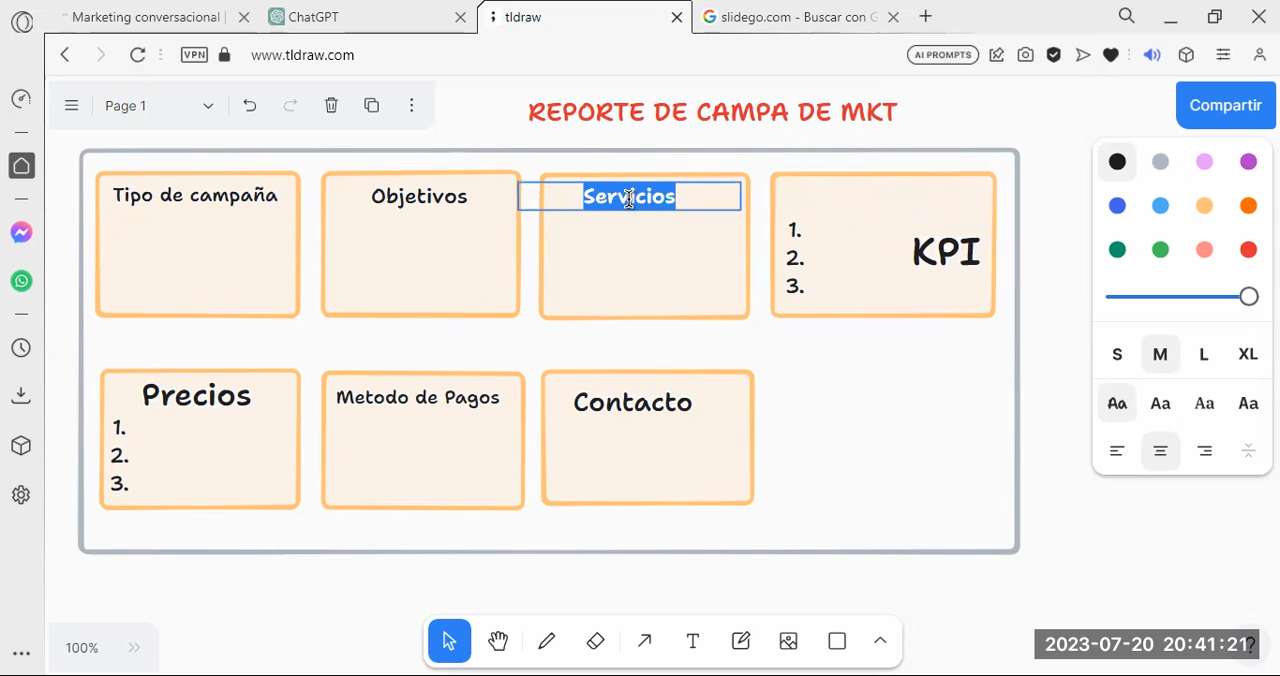 Marketing conversacional |
ChatGPT
tldraw
slidego.com - Buscar con G
VPN
www.tldraw.com
AI PROMPTS
Page 1
REPORTE DE CAMPA DE MKT
Compartir
Tipo de campaña
Objetivos
Servicios
1.
2.
3.
KPI
Precios
1.
2.
3.
Metodo de Pagos
Contacto
S M L XL
Aa Aa Aa Aa
T
100%
2023-07-20 20:41:21
?